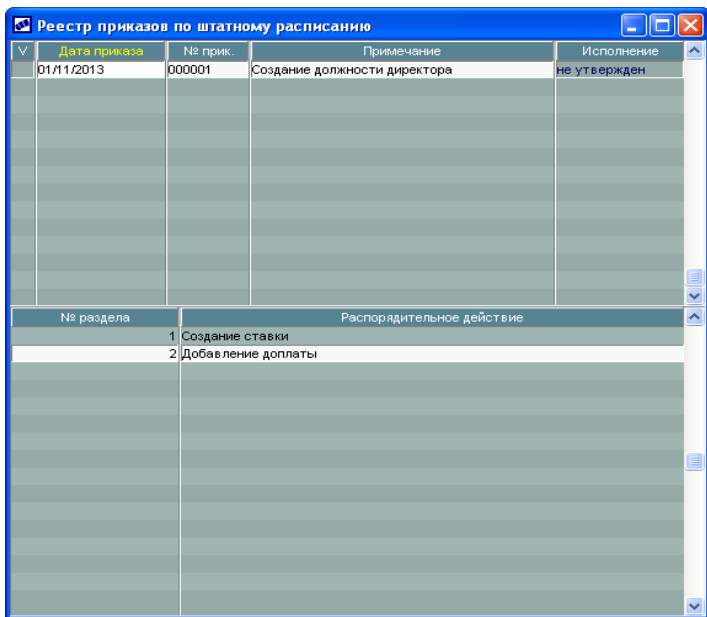 Реестр приказов по штатному расписанию
V Дата приказа № прик. Примечание Исполнение
01/11/2013 000001 Создание должности директора не утвержден
№ раздела Распорядительное действие
1 Создание ставки
2 Добавление доплаты